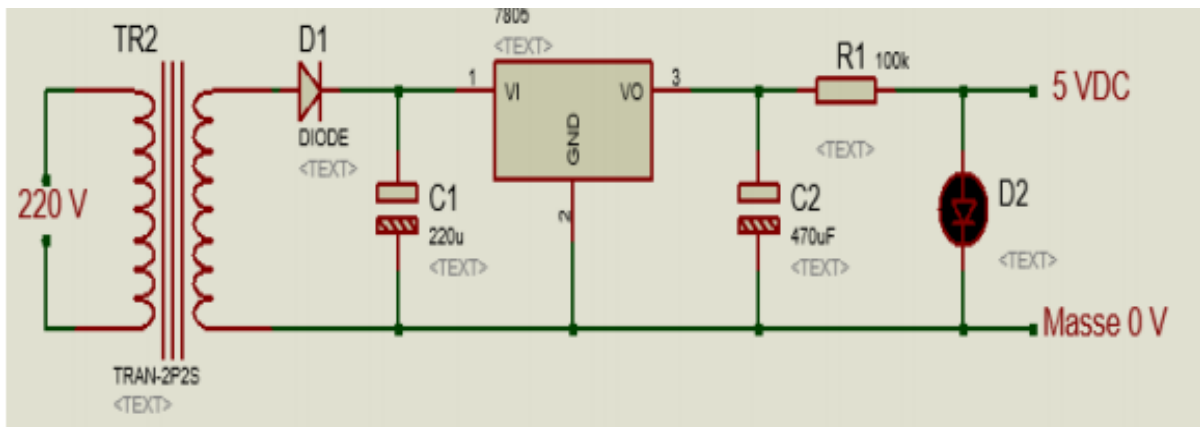 7805
<TEXT>
TR2
D1
R1 100k
5 VDC
1
VI
VO
3
GND
DIODE
<TEXT>
<TEXT>
220 V
C1
220u
<TEXT>
2
C2
470uF
<TEXT>
D2
<TEXT>
Masse 0 V
TRAN-2P2S
<TEXT>